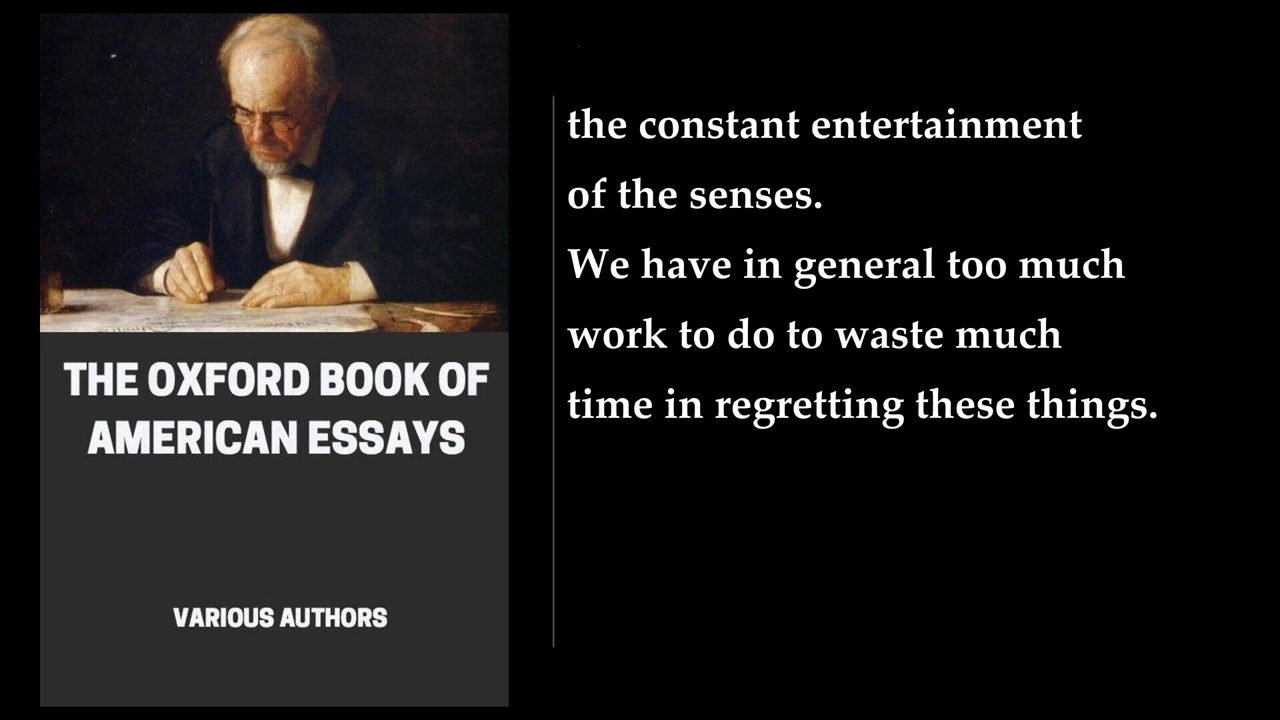 THE OXFORD BOOK OF
AMERICAN ESSAYS
VARIOUS AUTHORS
the constant entertainment
of the senses.
We have in general too much
work to do to waste much
time in regretting these things.